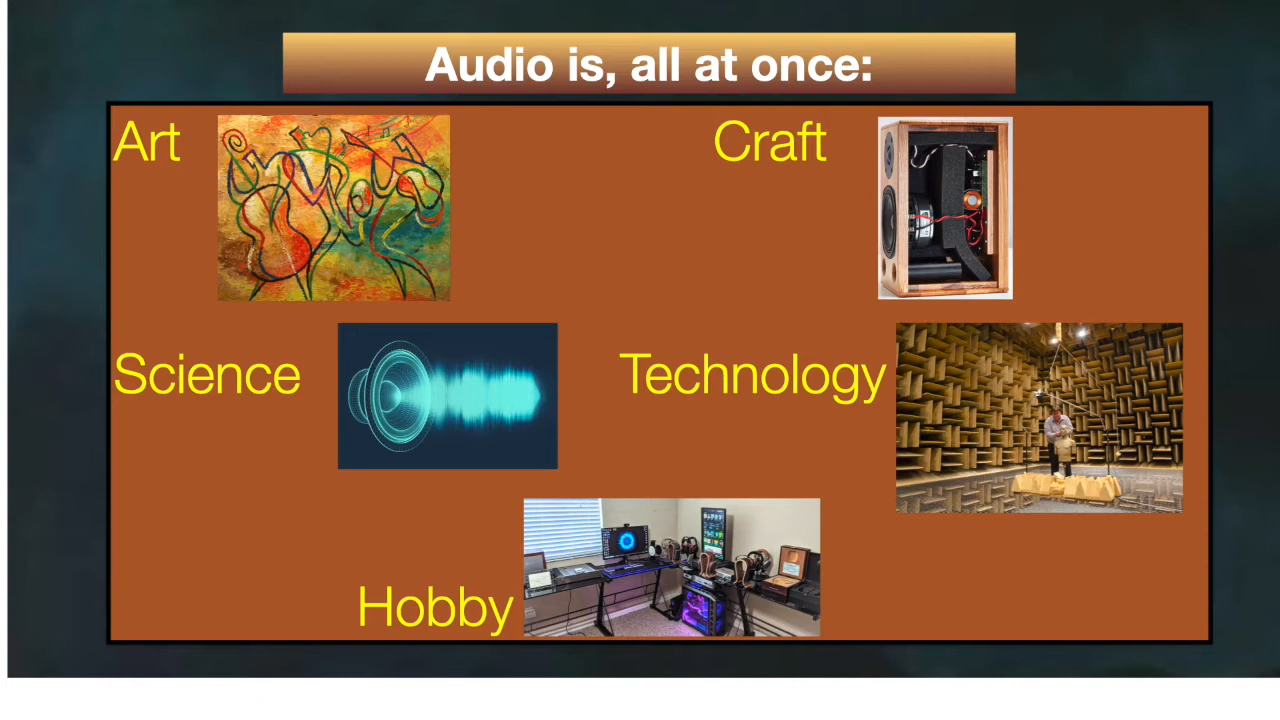 Audio is, all at once:
Art
Craft
Science
Technology
Hobby